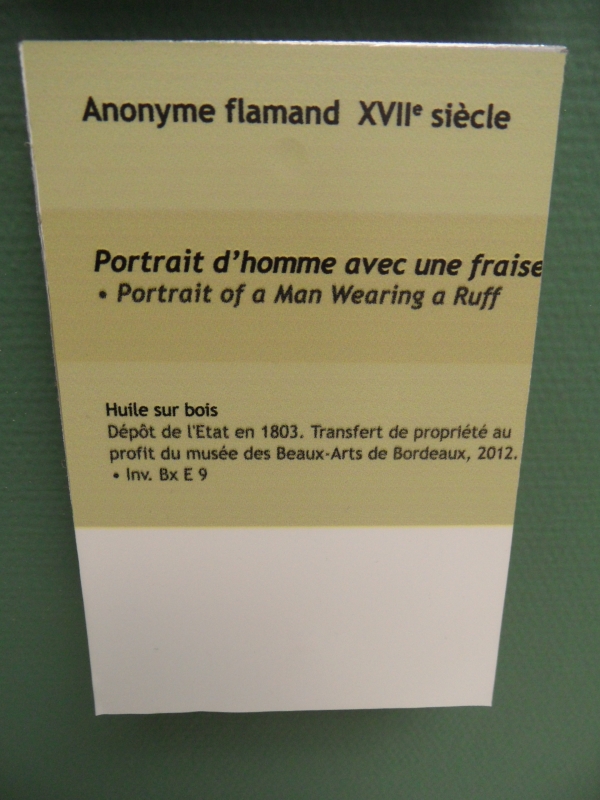 Anonyme flamand XVIIe siècle
Portrait d'homme avec une fraise
• Portrait of a Man Wearing a Ruff
Huile sur bois
Dépôt de l'Etat en 1803. Transfert de propriété au
profit du musée des Beaux-Arts de Bordeaux, 2012.
• Inv. Bx E 9